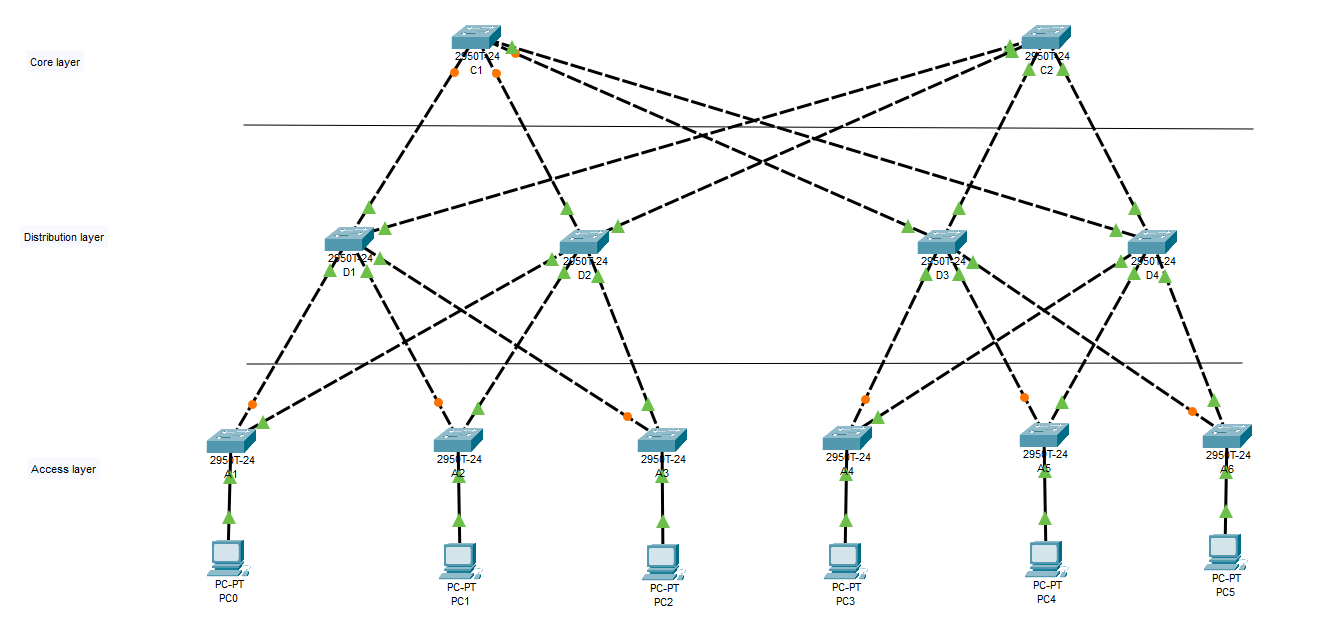 Core layer
2950T-24
C1
2950T-24
C2
Distribution layer
2950T-24
D1
2950T-24
D2
2950T-24
D3
2950T-24
D4
Access layer
2950T-24
A1
2950T-24
A2
2950T-24
A3
2950T-24
A4
2950T-24
A5
2950T-24
A6
PC-PT
PC0
PC-PT
PC1
PC-PT
PC2
PC-PT
PC3
PC-PT
PC4
PC-PT
PC5